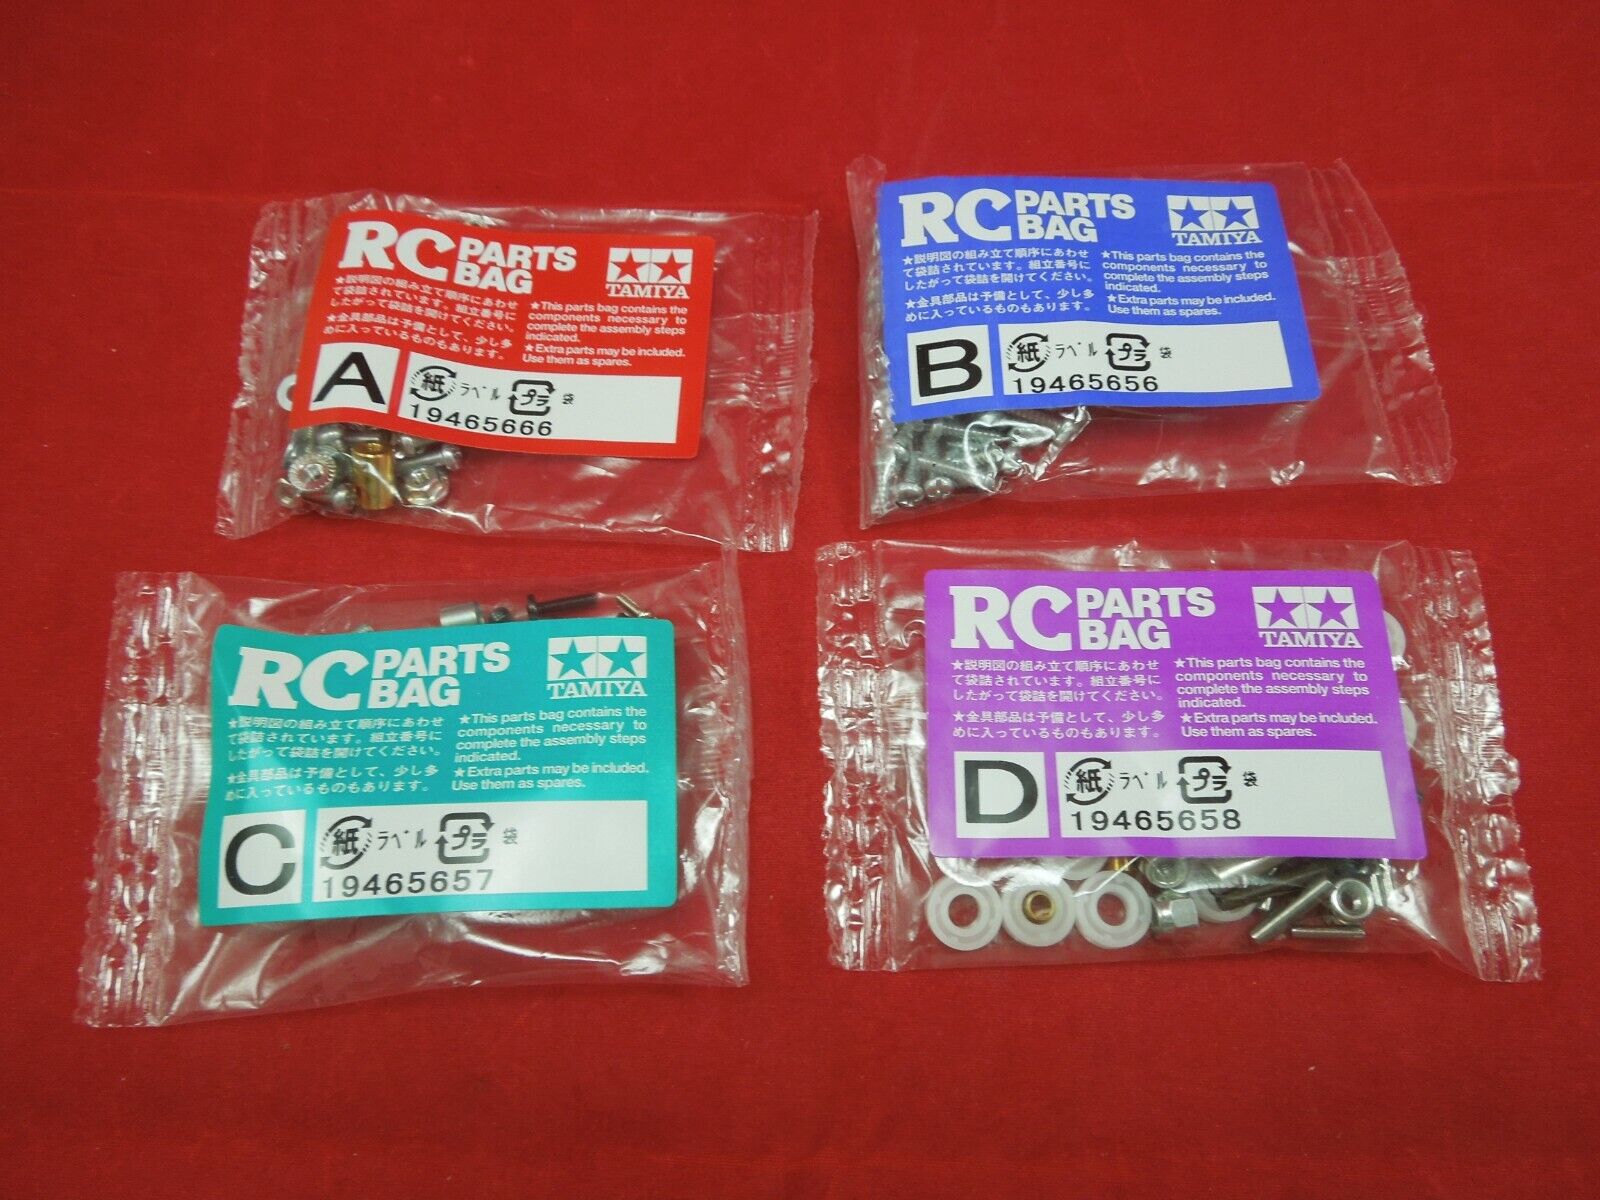 RC PARTS BAG
TAMIYA
★説明図の組み立て順序にあわせ
て袋詰されています。組立番号に
したがって袋詰を開けてください。
★金具部品は予備として、少し多
めに入っているものもあります。
★This parts bag contains the
components necessary to
complete the assembly steps
indicated.
★Extra parts may be included.
Use them as spares.
A
紙 ラベル プラ 袋
19465666
RC PARTS BAG
TAMIYA
★説明図の組み立て順序にあわせ
て袋詰されています。組立番号に
したがって袋詰を開けてください。
★金具部品は予備として、少し多
めに入っているものもあります。
★This parts bag contains the
components necessary to
complete the assembly steps
indicated.
★Extra parts may be included.
Use them as spares.
B
紙 ラベル プラ 袋
19465656
RC PARTS BAG
TAMIYA
★説明図の組み立て順序にあわせ
て袋詰されています。組立番号に
したがって袋詰を開けてください。
★金具部品は予備として、少し多
めに入っているものもあります。
★This parts bag contains the
components necessary to
complete the assembly steps
indicated.
★Extra parts may be included.
Use them as spares.
C
紙 ラベル プラ 袋
19465657
RC PARTS BAG
TAMIYA
★説明図の組み立て順序にあわせ
て袋詰されています。組立番号に
したがって袋詰を開けてください。
★金具部品は予備として、少し多
めに入っているものもあります。
★This parts bag contains the
components necessary to
complete the assembly steps
indicated.
★Extra parts may be included.
Use them as spares.
D
紙 ラベル プラ 袋
19465658